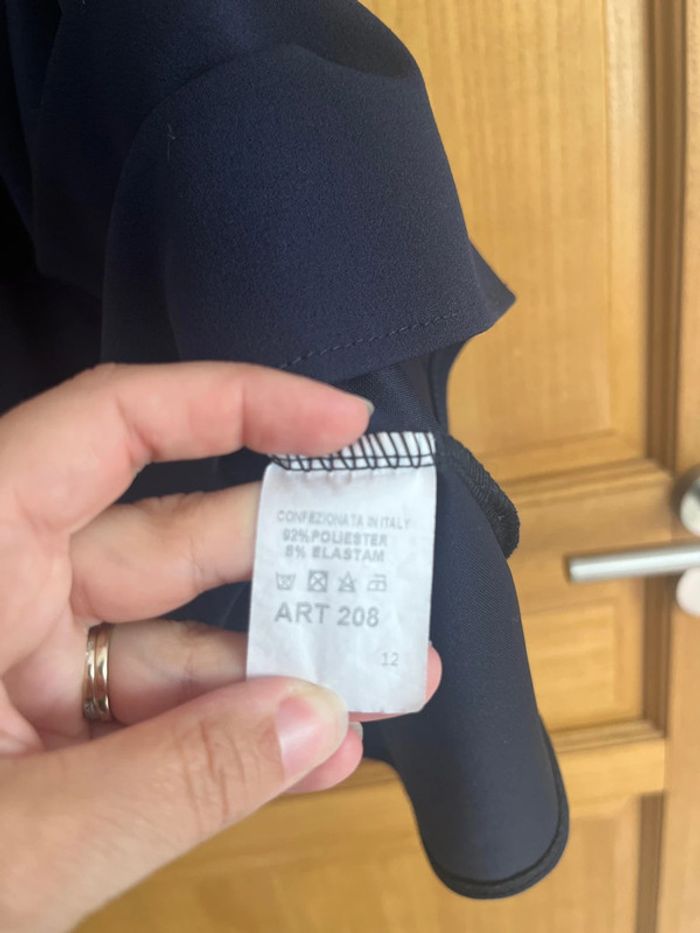 CONFEZIONATA IN ITALY
92%POLIESTER
8% ELASTAM
ART 208
12